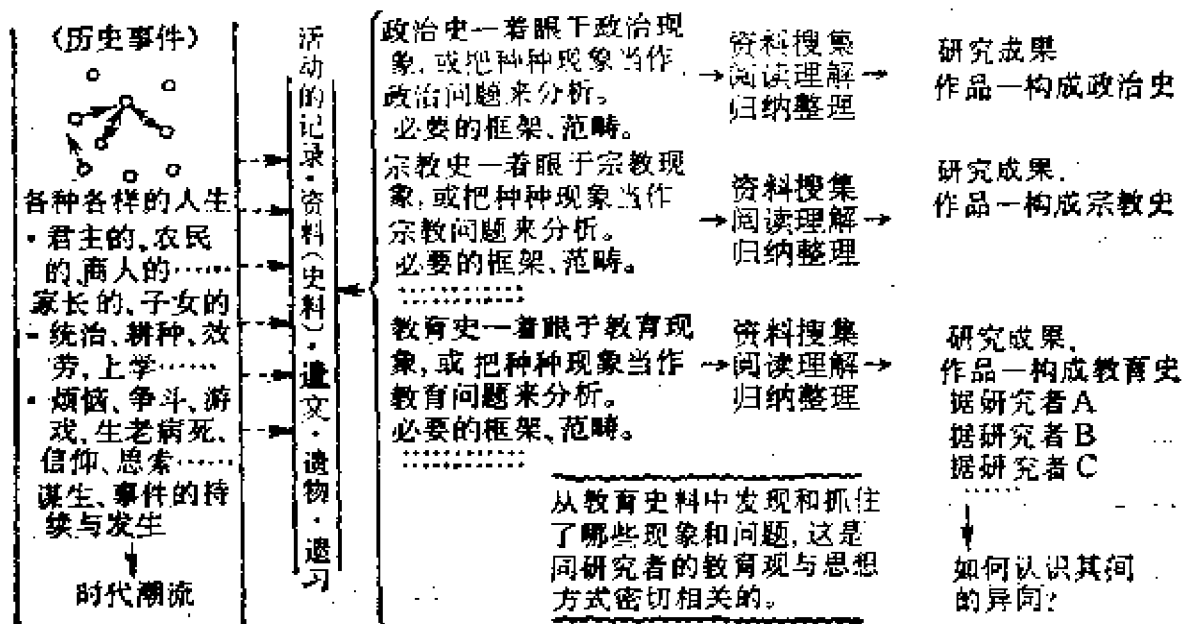 (历史事件)
各种各样的人生
·君主的、农民
的、商人的……
家长的、子女的
·统治、耕种、效
劳、上学……
·烦恼、争斗、游
戏、生老病死、
信仰、思索……
谋生、事件的持
续与发生
时代潮流
活动的记录·资料(史料)·遗文·遗物·遗习
政治史—着眼于政治现
象,或把种种现象当作
政治问题来分析。
必要的框架、范畴。
宗教史—着眼于宗教现
象,或把种种现象当作
宗教问题来分析。
必要的框架、范畴。
…………
教育史—着眼于教育现
象,或把种种现象当作
教育问题来分析。
必要的框架、范畴。
…………
资料搜集
→阅读理解→
归纳整理
资料搜集
→阅读理解→
归纳整理
资料搜集
→阅读理解→
归纳整理
研究成果
作品—构成政治史
研究成果.
作品—构成宗教史
研究成果.
作品—构成教育史
据研究者A
据研究者B
据研究者C
……
如何认识其间
的异同?
从教育史料中发现和抓住
了哪些现象和问题,这是
同研究者的教育观与思想
方式密切相关的。